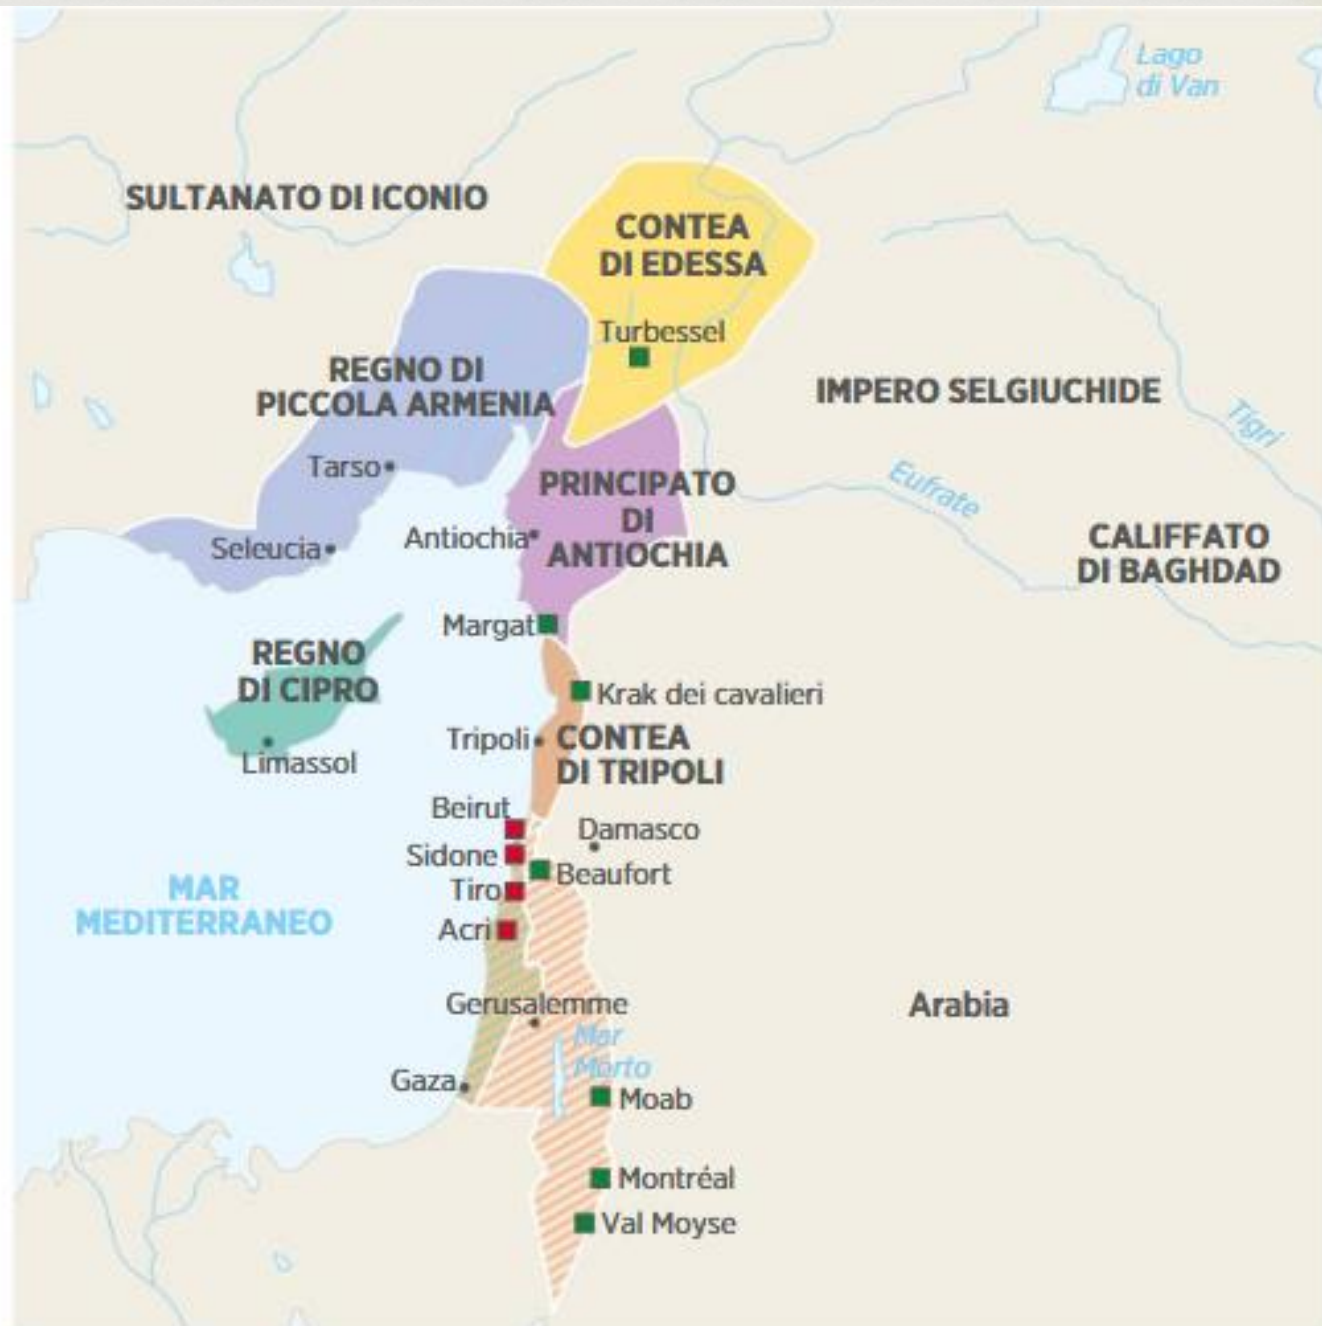 Lago
di Van
SULTANATO DI ICONIO
CONTEA
DI EDESSA
Turbessel
REGNO DI
PICCOLA ARMENIA
IMPERO SELGIUCHIDE
Tigri
Tarso
Eufrate
PRINCIPATO
DI
ANTIOCHIA
Antiochia
Seleucia
CALIFFATO
DI BAGHDAD
Margat
REGNO
DI CIPRO
Krak dei cavalieri
Tripoli
CONTEA
DI TRIPOLI
Limassol
Beirut
Damasco
Sidone
Beaufort
Tiro
MAR
MEDITERRANEO
Acri
Gerusalemme
Arabia
Mar
Morto
Gaza
Moab
Montréal
Val Moyse